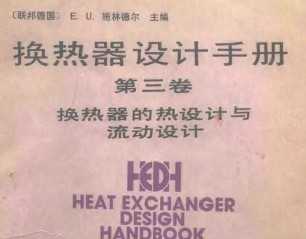 〔联邦德国〕 E. U. 施林德尔 主编
换热器设计手册
第三卷
换热器的热设计与
流动设计
HEDH
HEAT EXCHANGER
DESIGN
HANDBOOK